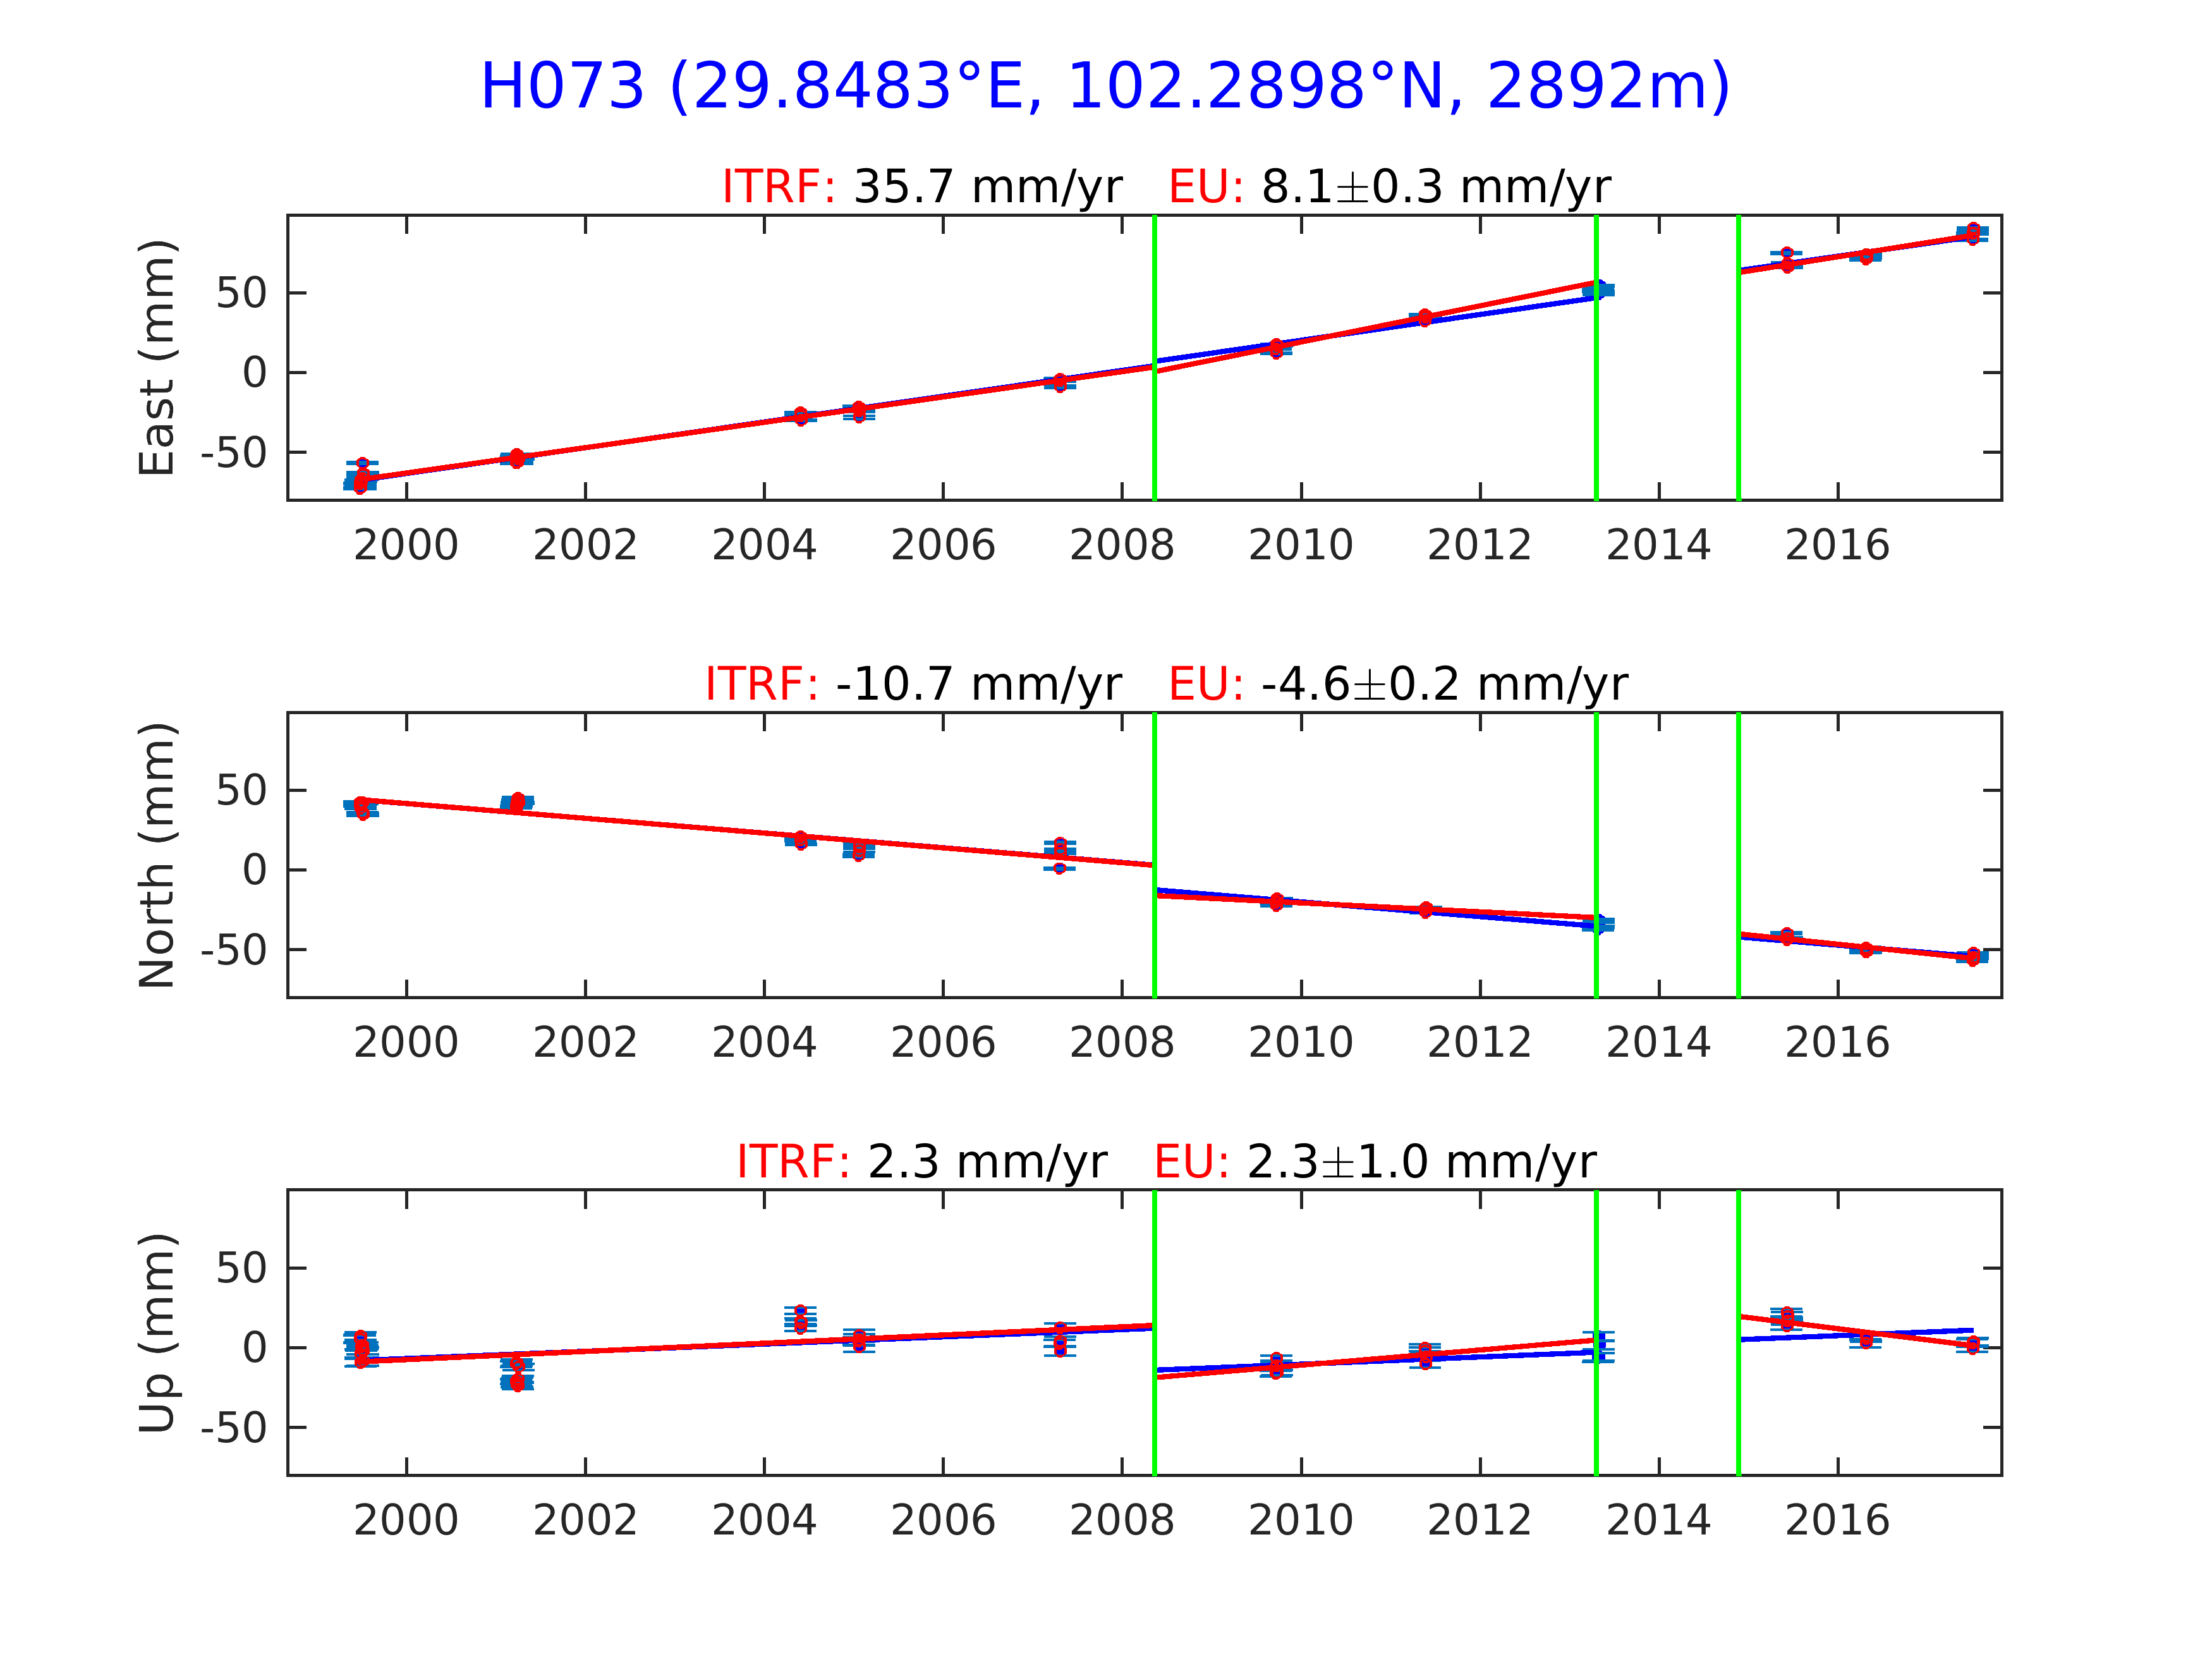 H073 (29.8483°E, 102.2898°N, 2892m)
ITRF: 35.7 mm/yr EU: 8.1±0.3 mm/yr
East (mm)
50
0
-50
2000 2002 2004 2006 2008 2010 2012 2014 2016
ITRF: -10.7 mm/yr EU: -4.6±0.2 mm/yr
North (mm)
50
0
-50
2000 2002 2004 2006 2008 2010 2012 2014 2016
ITRF: 2.3 mm/yr EU: 2.3±1.0 mm/yr
Up (mm)
50
0
-50
2000 2002 2004 2006 2008 2010 2012 2014 2016